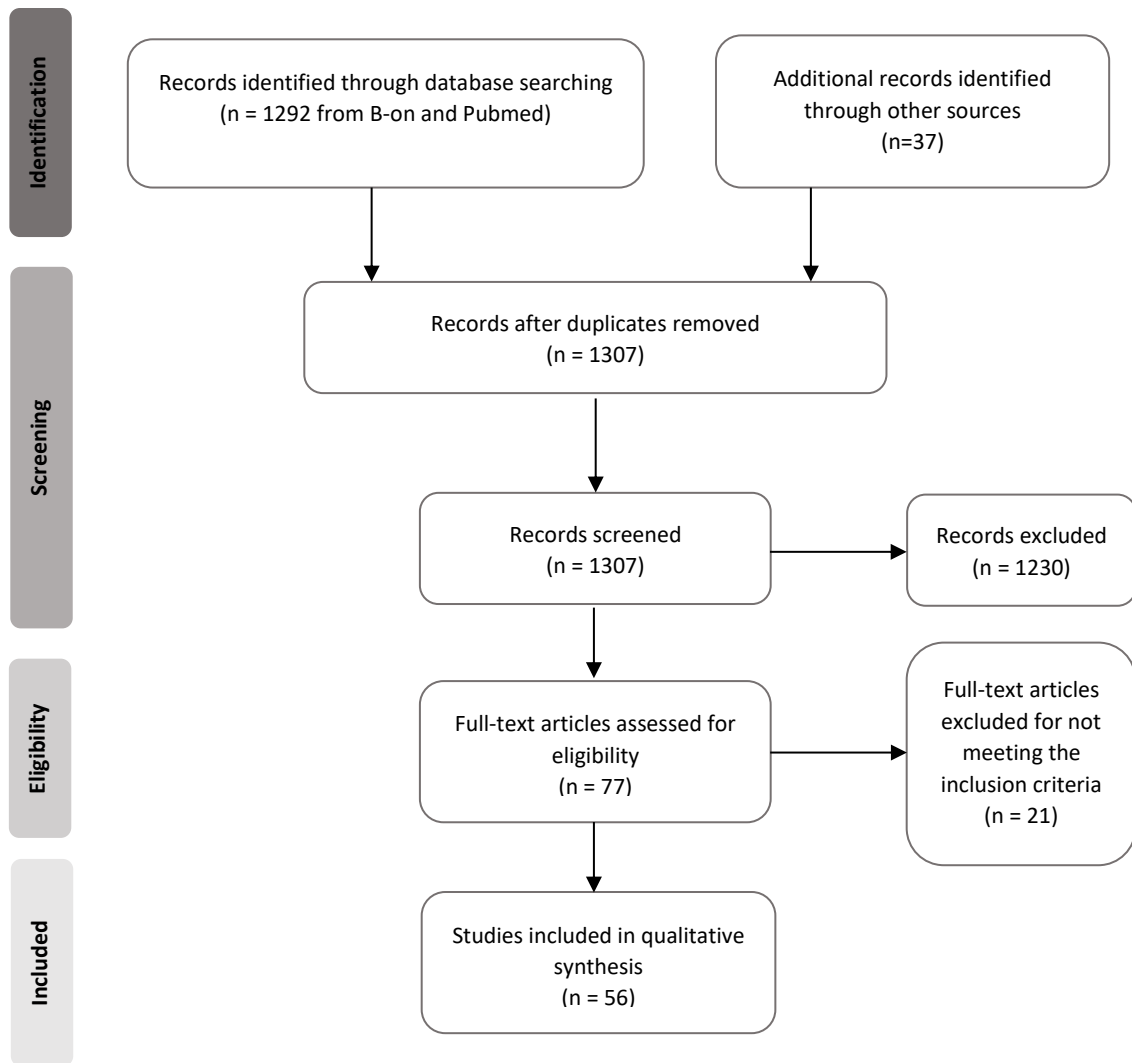 Identification
Records identified through database searching
(n = 1292 from B-on and Pubmed)
Additional records identified
through other sources
(n=37)
Screening
Records after duplicates removed
(n = 1307)
Records screened
(n = 1307)
Records excluded
(n = 1230)
Eligibility
Full-text articles assessed for
eligibility
(n = 77)
Full-text articles
excluded for not
meeting the
inclusion criteria
(n = 21)
Included
Studies included in qualitative
synthesis
(n = 56)